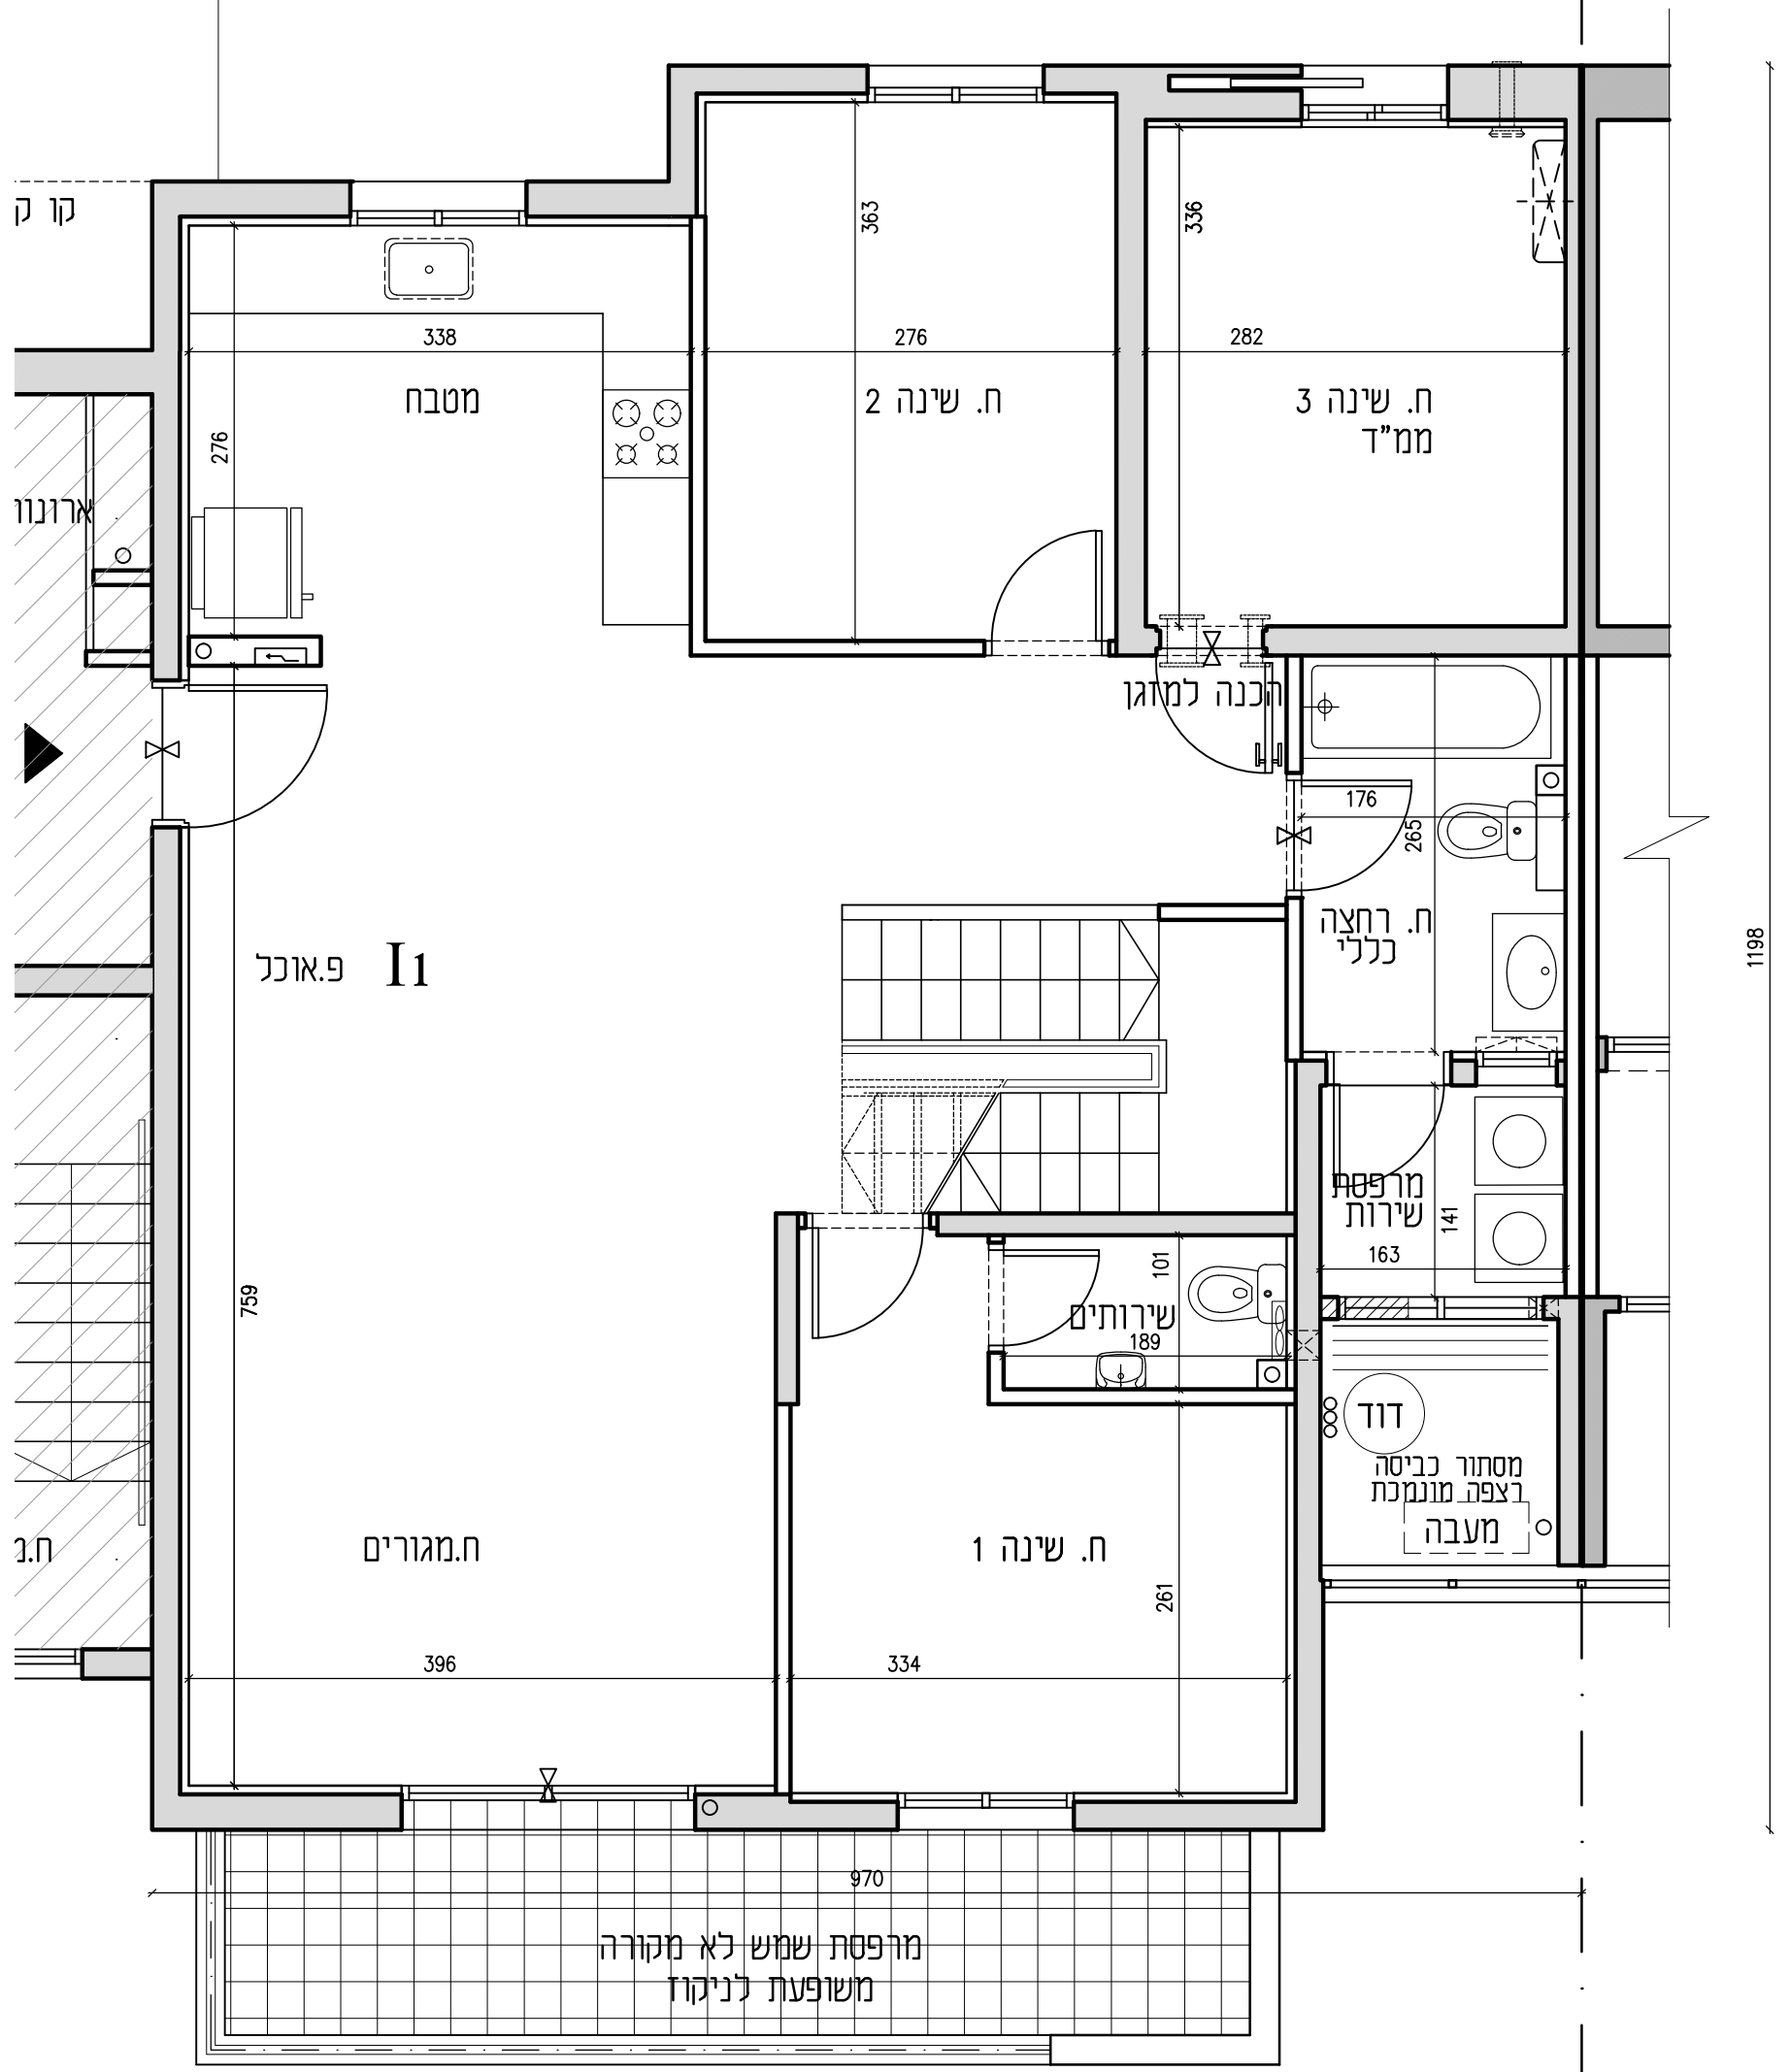 קו ק
363
336
338
276
282
מטבח
ח. שינה 2
ח. שינה 3
ממ"ד
276
ארונות
הכנה למזגן
176
265
ח. רחצה
כללי
1198
פ.אוכל
I1
מרפסת
שירות
141
163
101
שירותים
189
759
דוד
מסתור כביסה
רצפה מונמכת
מעבה
ח.מגורים
ח. שינה 1
261
396
334
970
מרפסת שמש לא מקורה
משופעת לניקוז